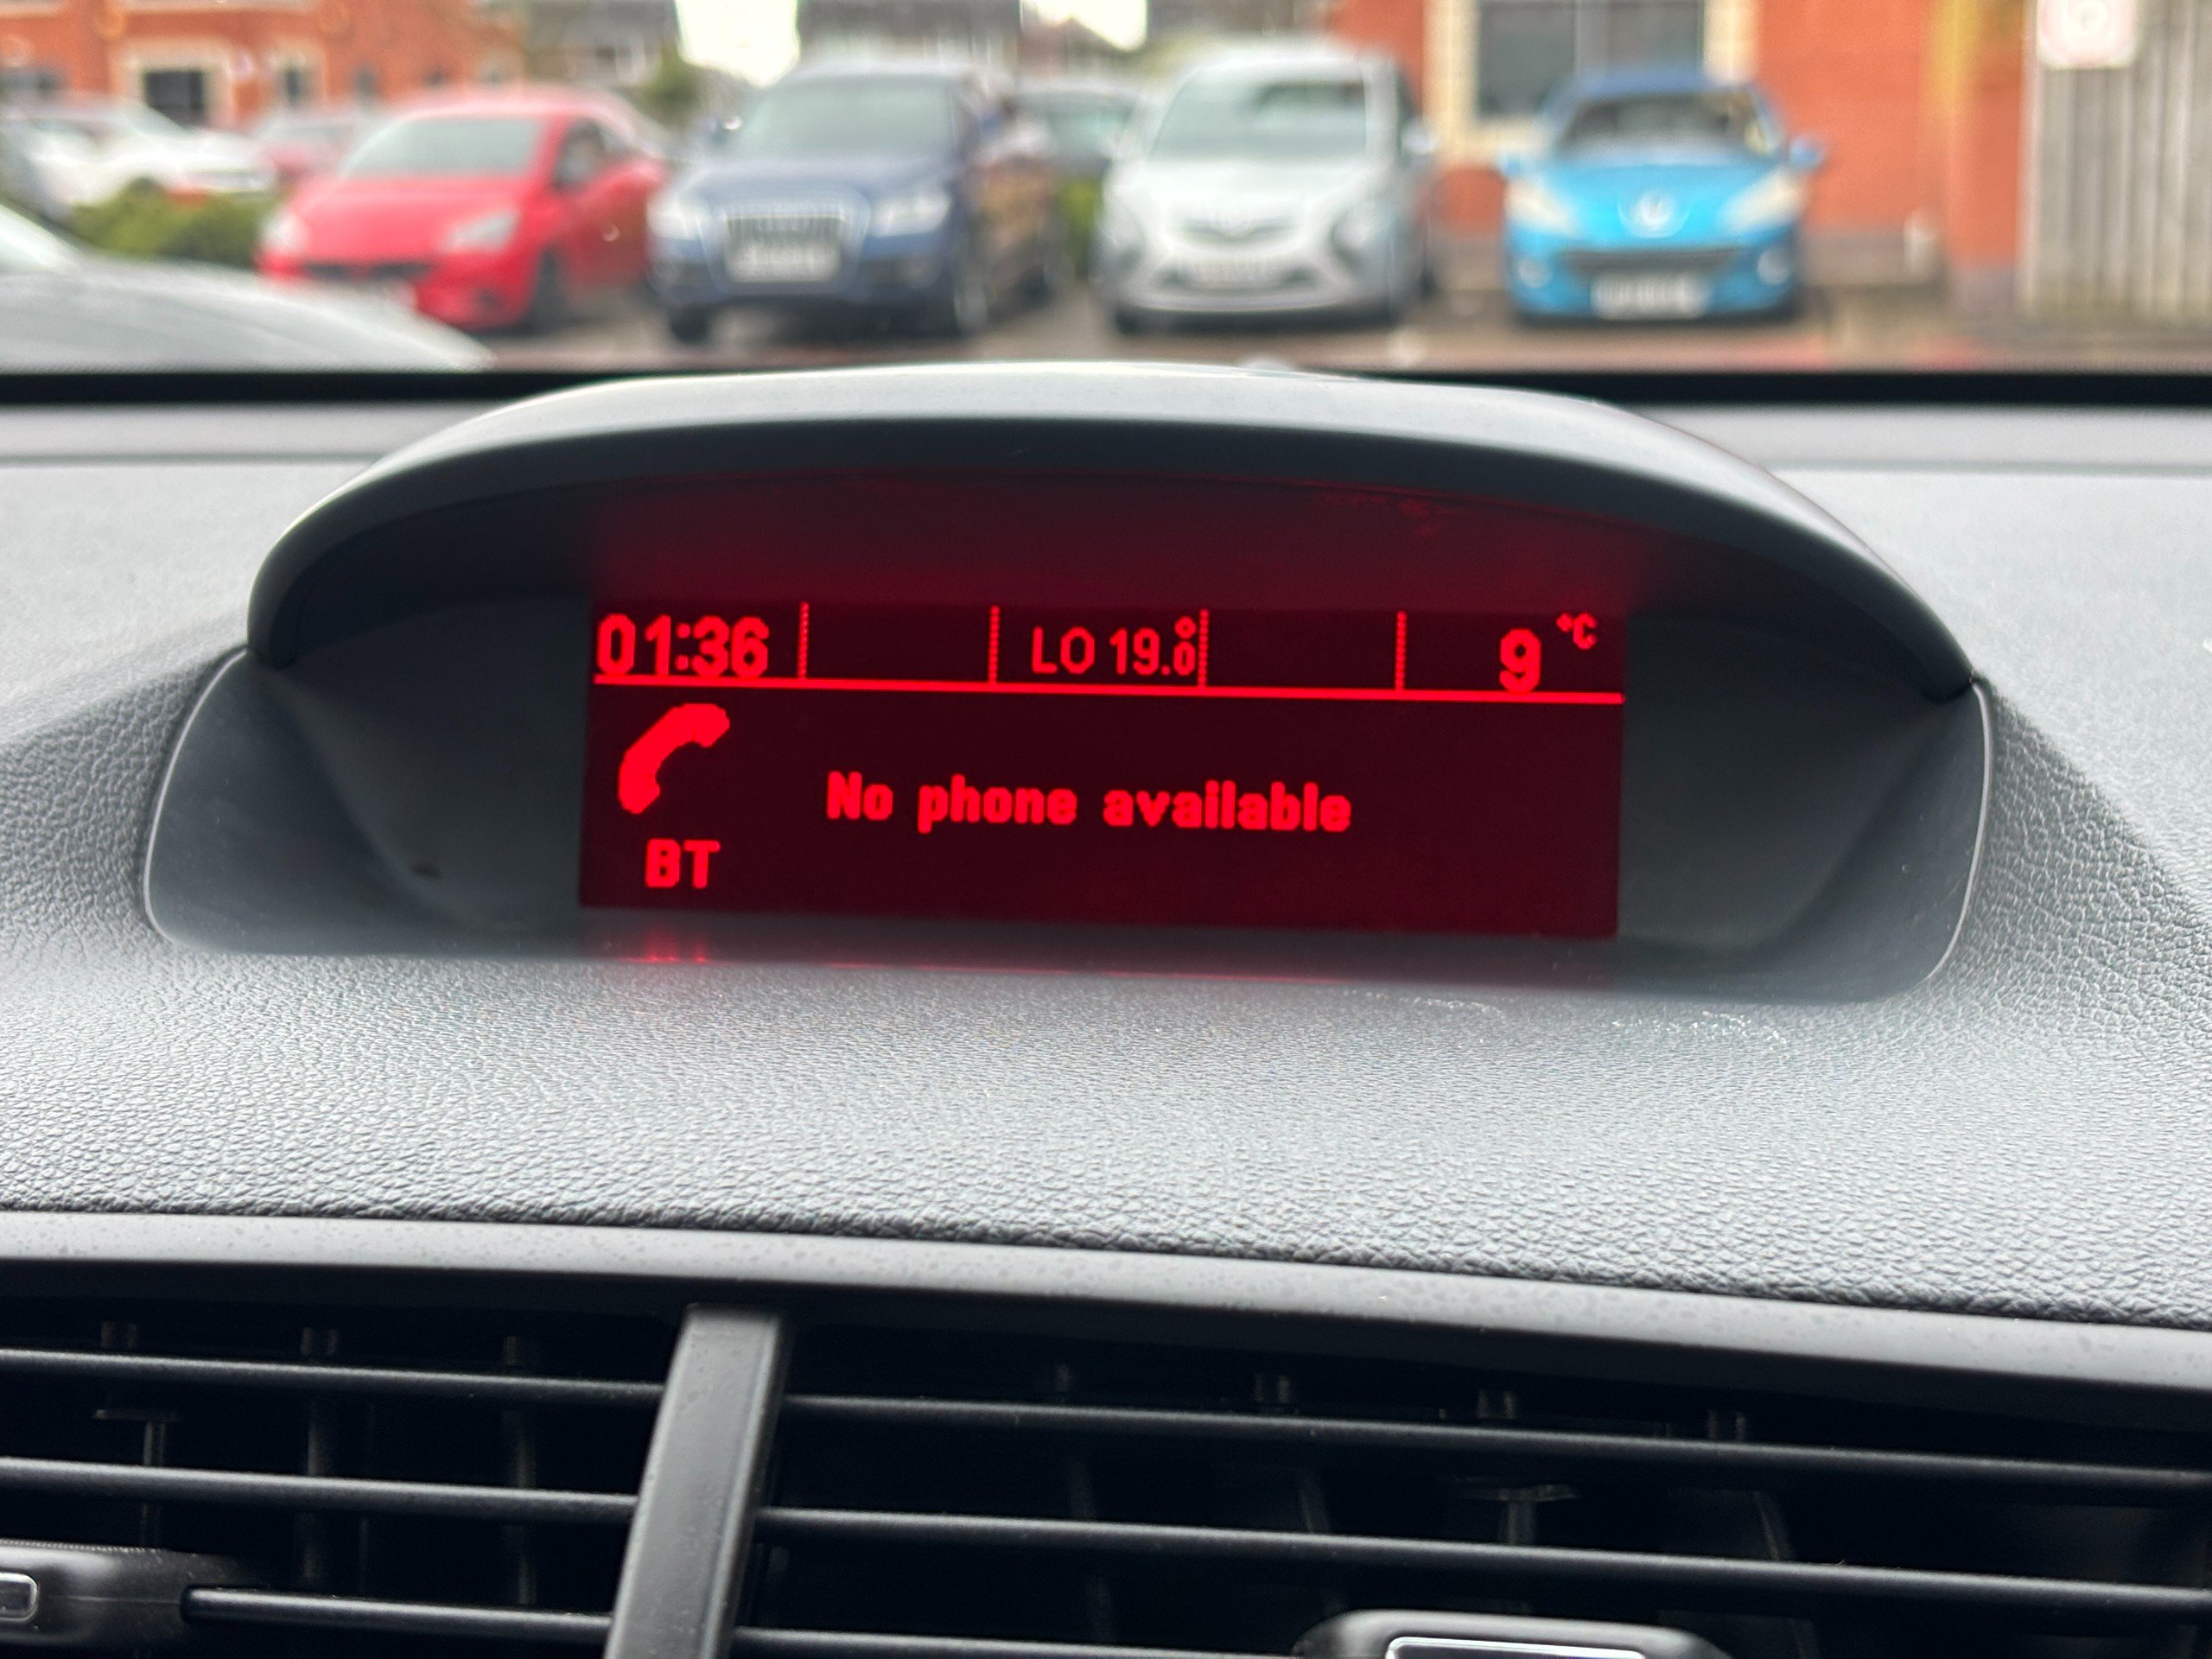 01:36 LO 19.0° 9 °C
No phone available
BT